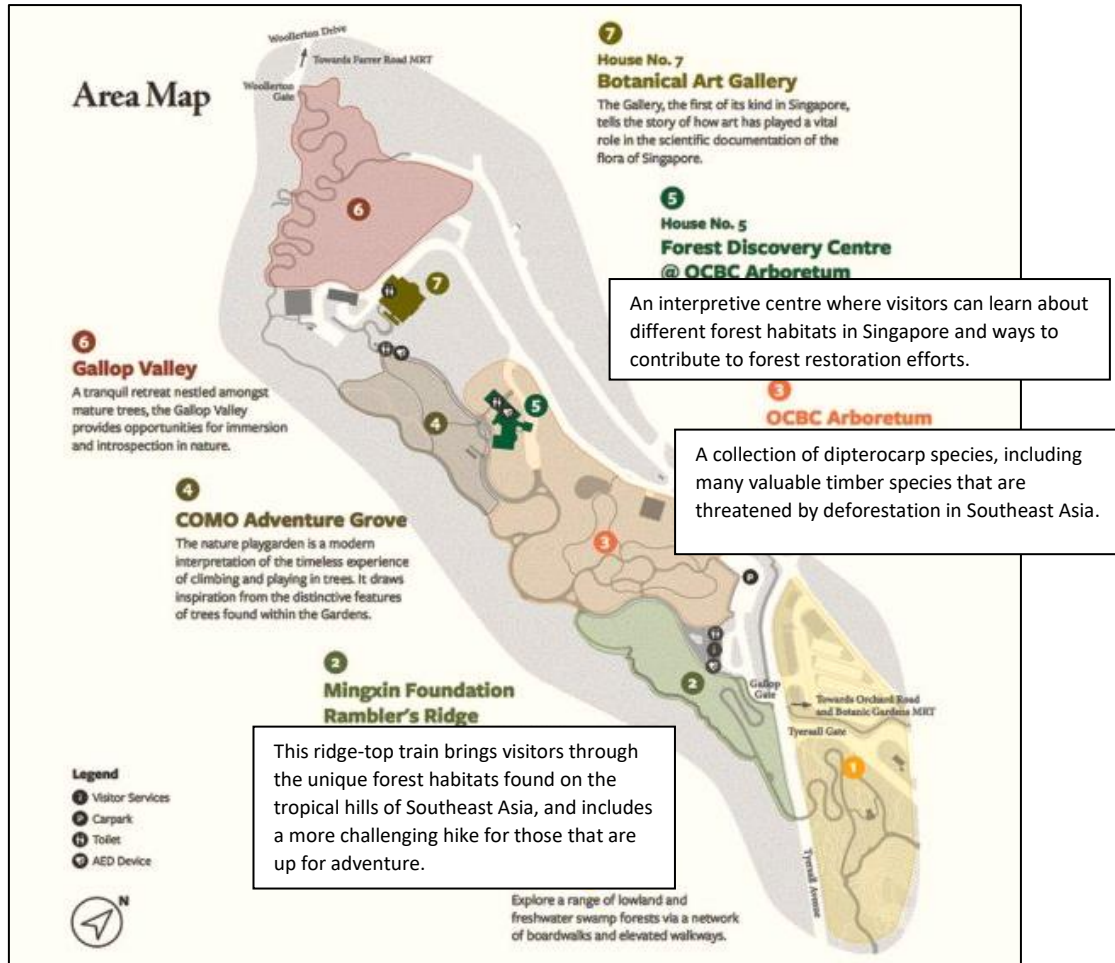 Area Map
Woollerton Drive
Towards Farrer Road MRT
Woollerton
Gate
7
House No. 7
Botanical Art Gallery
The Gallery, the first of its kind in Singapore,
tells the story of how art has played a vital
role in the scientific documentation of the
flora of Singapore.
5
House No. 5
Forest Discovery Centre
@ OCBC Arboretum
An interpretive centre where visitors can learn about
different forest habitats in Singapore and ways to
contribute to forest restoration efforts.
3
OCBC Arboretum
A collection of dipterocarp species, including
many valuable timber species that are
threatened by deforestation in Southeast Asia.
6
7
6
Gallop Valley
A tranquil retreat nestled amongst
mature trees, the Gallop Valley
provides opportunities for immersion
and introspection in nature.
5
4
4
COMO Adventure Grove
The nature playgarden is a modern
interpretation of the timeless experience
of climbing and playing in trees. It draws
inspiration from the distinctive features
of trees found within the Gardens.
3
P
2
Mingxin Foundation
Rambler's Ridge
This ridge-top train brings visitors through
the unique forest habitats found on the
tropical hills of Southeast Asia, and includes
a more challenging hike for those that are
up for adventure.
2
Gallop
Gate
Towards Orchard Road
and Botanic Gardens MRT
Tyersall Gate
1
Tyersall Avenue
Legend
Visitor Services
P Carpark
Toilet
AED Device
N
Explore a range of lowland and
freshwater swamp forests via a network
of boardwalks and elevated walkways.